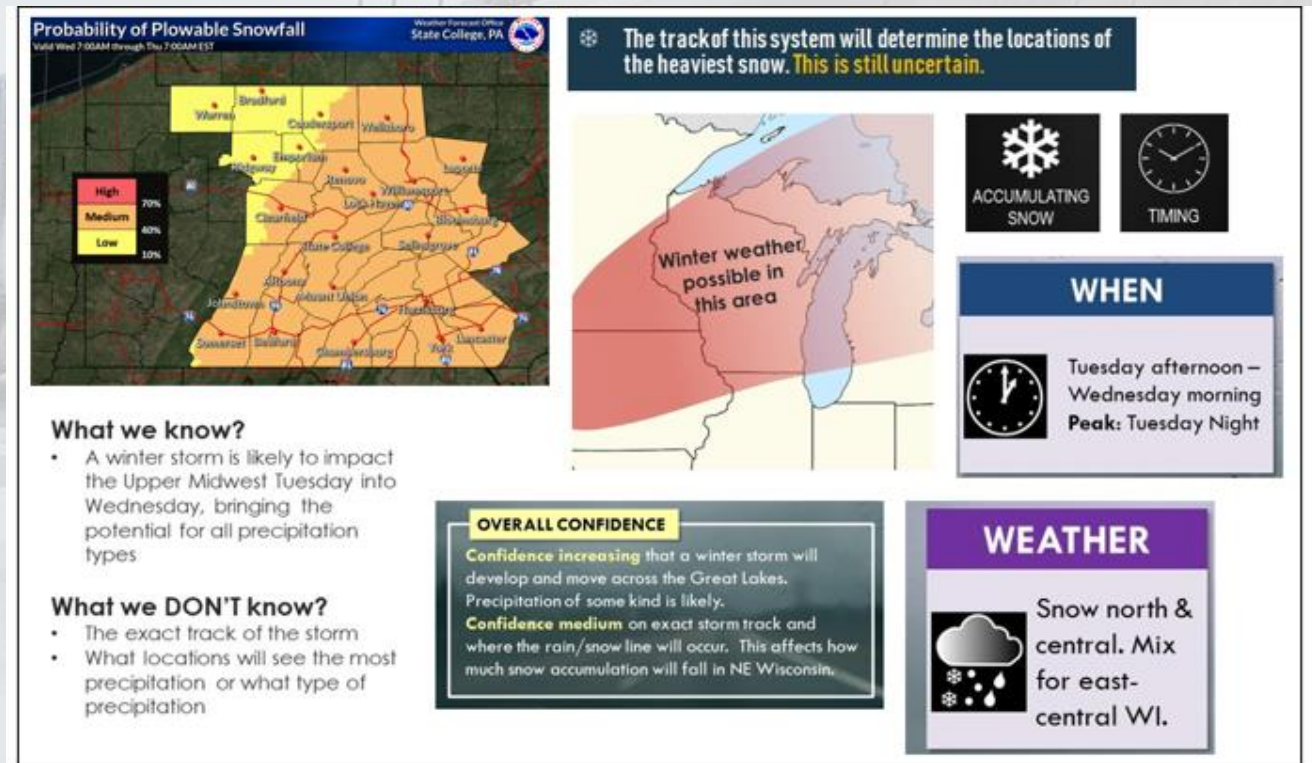 Probability of Plowable Snowfall
Valid Wed 7:00AM through Thu 7:00AM EST
Weather Forecast Office
State College, PA
Bradford
Warren
Coudersport
Wellsboro
Emporium
Ridgway
Laporte
Renovo
Williamsport
Lock Haven
Clearfield
Bloomsburg
State College
Selinsgrove
Altoona
Mount Union
Johnstown
Harrisburg
Somerset
Bedford
Chambersburg
York
Lancaster
High
70%
Medium
40%
Low
10%
The track of this system will determine the locations of
the heaviest snow. This is still uncertain.
Winter weather
possible in
this area
ACCUMULATING
SNOW
TIMING
WHEN
Tuesday afternoon –
Wednesday morning
Peak: Tuesday Night
What we know?
• A winter storm is likely to impact
the Upper Midwest Tuesday into
Wednesday, bringing the
potential for all precipitation
types
What we DON'T know?
• The exact track of the storm
• What locations will see the most
precipitation or what type of
precipitation
OVERALL CONFIDENCE
Confidence increasing that a winter storm will
develop and move across the Great Lakes.
Precipitation of some kind is likely.
Confidence medium on exact storm track and
where the rain/snow line will occur. This affects how
much snow accumulation will fall in NE Wisconsin.
WEATHER
Snow north &
central. Mix
for east-
central WI.